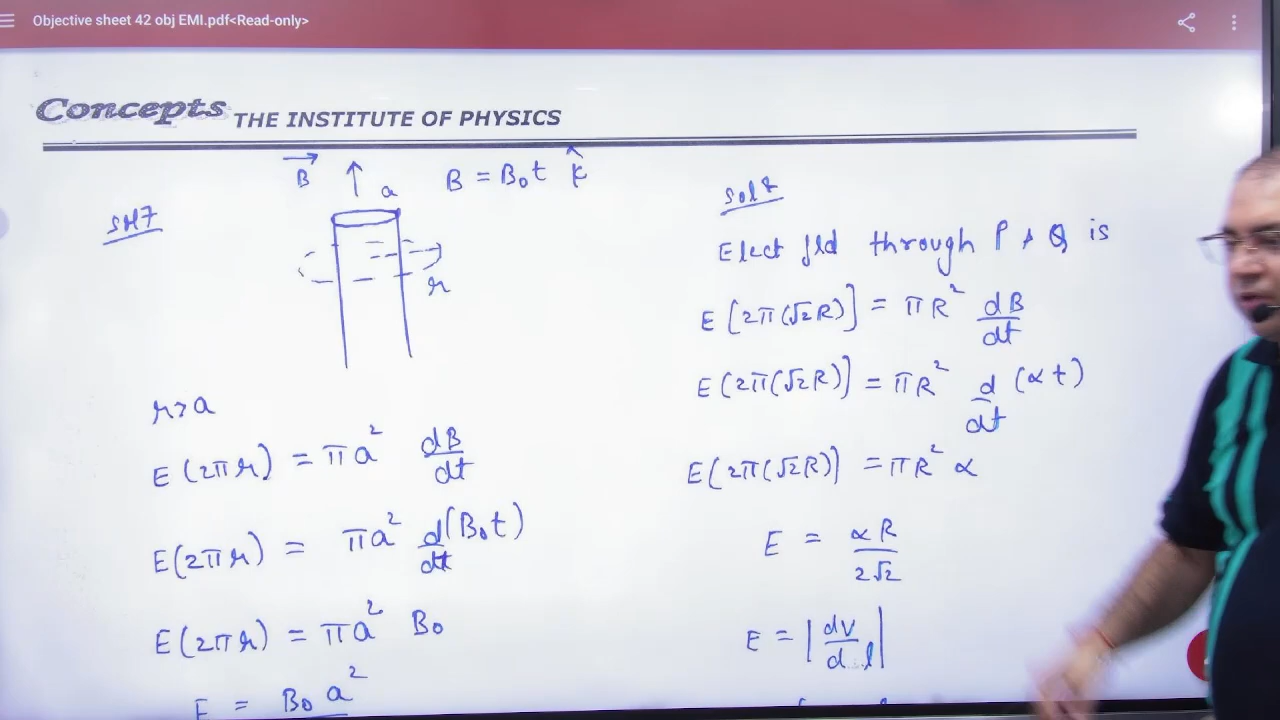 Objective sheet 42 obj EMI.pdf<Read-only>
Concepts THE INSTITUTE OF PHYSICS
B→ ↑ a B = B₀t k̂
r
r>a
E(2πr) = πa² dB/dt
E(2πr) = πa² d/dt (B₀t)
E(2πr) = πa² B₀
E = B₀a²
Elect fld through P & Q is
E[2π(√2R)] = πR² dB/dt
E(2π(√2R)] = πR² d/dt (αt)
E[2π(√2R)] = πR² α
E = αR/2√2
E = |dv/dl|